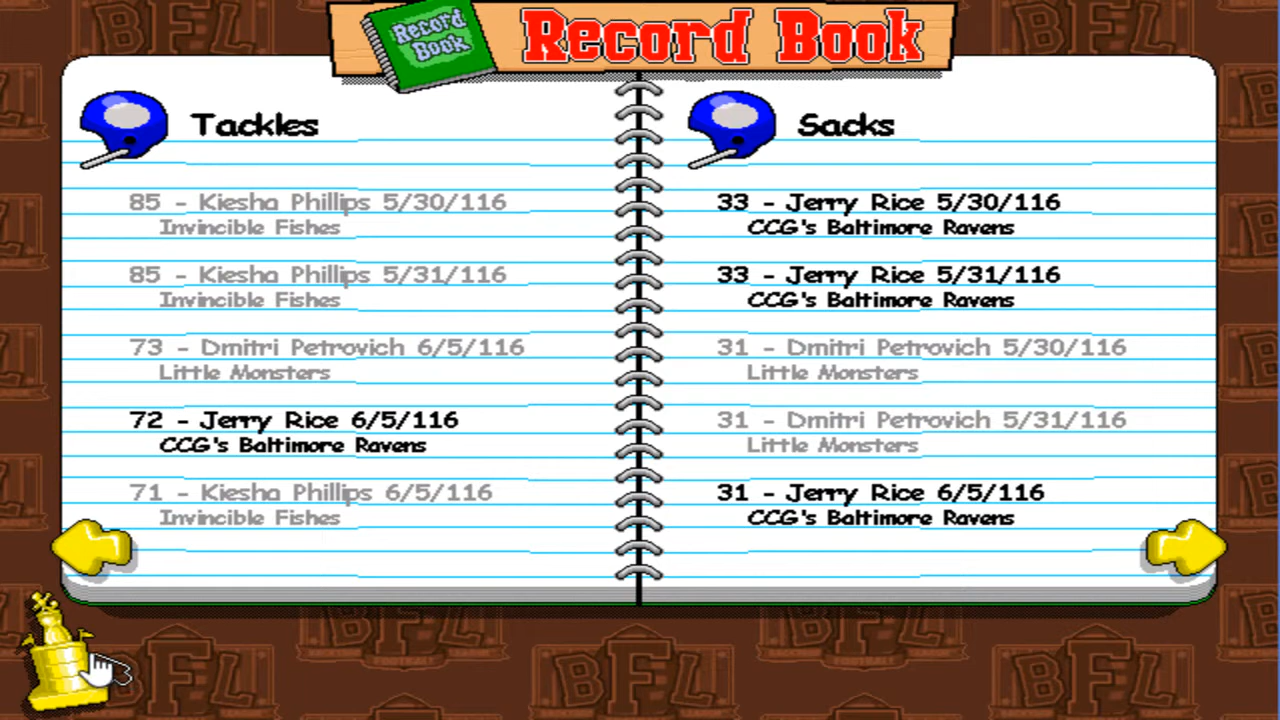 Record Book
Record
Book
Tackles
85 - Kiesha Phillips 5/30/116
Invincible Fishes
85 - Kiesha Phillips 5/31/116
Invincible Fishes
73 - Dmitri Petrovich 6/5/116
Little Monsters
72 - Jerry Rice 6/5/116
CCG's Baltimore Ravens
71 - Kiesha Phillips 6/5/116
Invincible Fishes
Sacks
33 - Jerry Rice 5/30/116
CCG's Baltimore Ravens
33 - Jerry Rice 5/31/116
CCG's Baltimore Ravens
31 - Dmitri Petrovich 5/30/116
Little Monsters
31 - Dmitri Petrovich 5/31/116
Little Monsters
31 - Jerry Rice 6/5/116
CCG's Baltimore Ravens
BFL
BFL
BFL